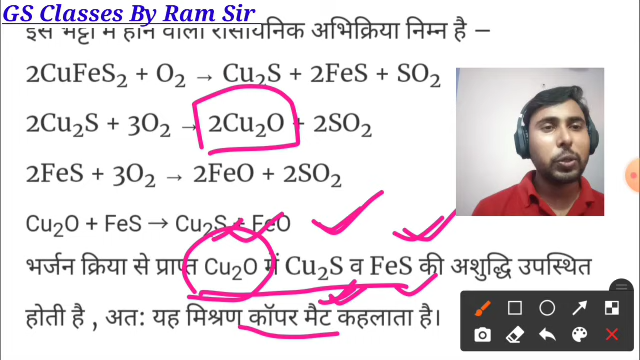 GS Classes By Ram Sir
इस भट्टी में होने वाली रासायनिक अभिक्रिया निम्न है –
2CuFeS₂ + O₂ → Cu₂S + 2FeS + SO₂
2Cu₂S + 3O₂ → 2Cu₂O + 2SO₂
2FeS + 3O₂ → 2FeO + 2SO₂
Cu₂O + FeS → Cu₂S + FeO
भर्जन क्रिया से प्राप्त Cu₂O में Cu₂S व FeS की अशुद्धि उपस्थित
होती है , अत: यह मिश्रण कॉपर मैट कहलाता है।